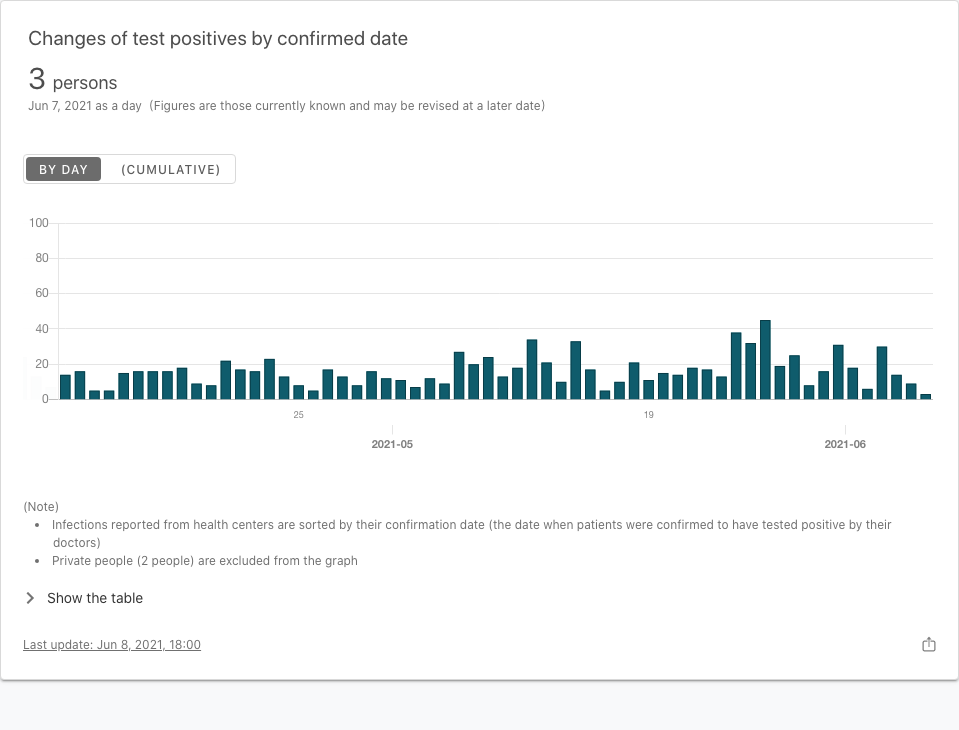 Changes of test positives by confirmed date
3 persons
Jun 7, 2021 as a day (Figures are those currently known and may be revised at a later date)
BY DAY (CUMULATIVE)
100
80
60
40
20
0
25 19
2021-05 2021-06
(Note)
• Infections reported from health centers are sorted by their confirmation date (the date when patients were confirmed to have tested positive by their
doctors)
• Private people (2 people) are excluded from the graph
Show the table
Last update: Jun 8, 2021, 18:00